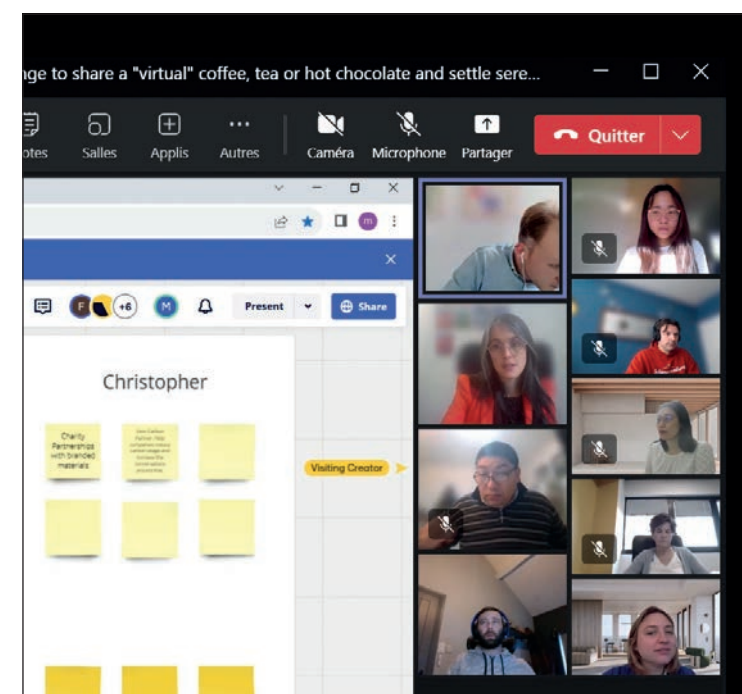 nge to share a "virtual" coffee, tea or hot chocolate and settle sere...
otes Salles Applis Autres Caméra Microphone Partager Quitter
m
F +6 M Present Share
Christopher
Charity
Partnerships
with branded
materials
Visiting Creator